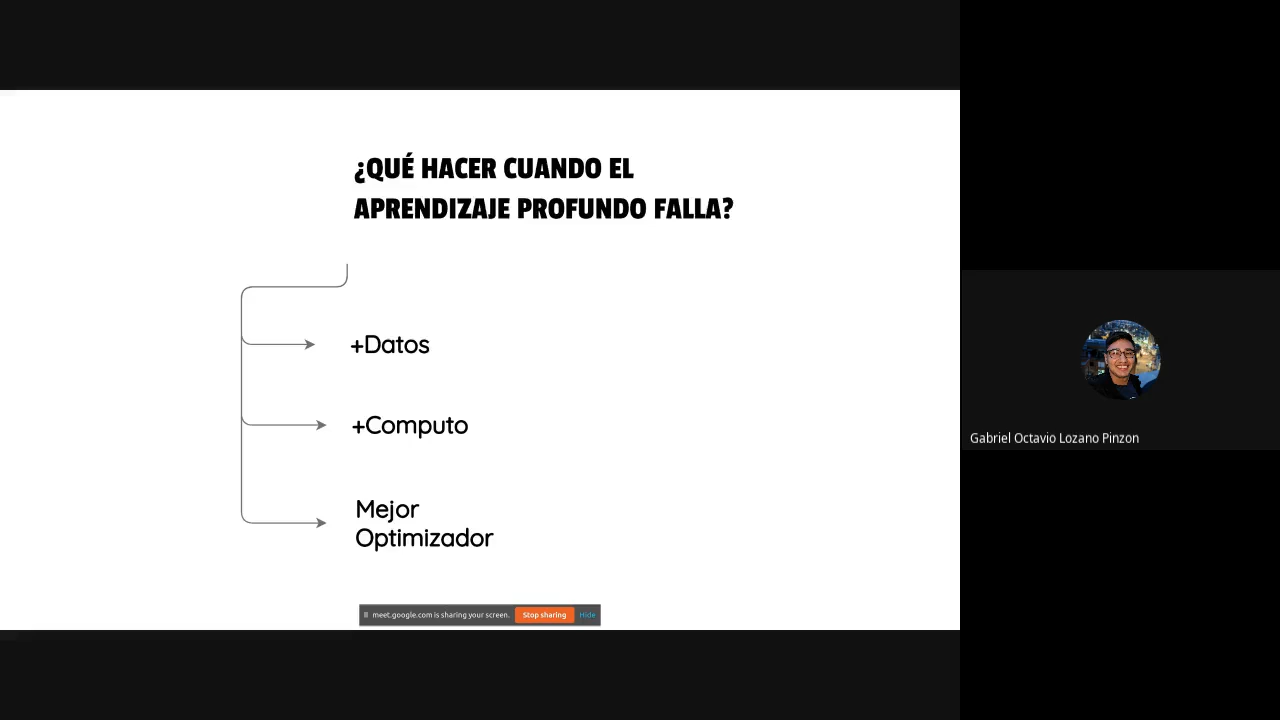 ¿QUÉ HACER CUANDO EL
APRENDIZAJE PROFUNDO FALLA?
+Datos
+Computo
Mejor
Optimizador
meet.google.com is sharing your screen. Stop sharing Hide
Gabriel Octavio Lozano Pinzon